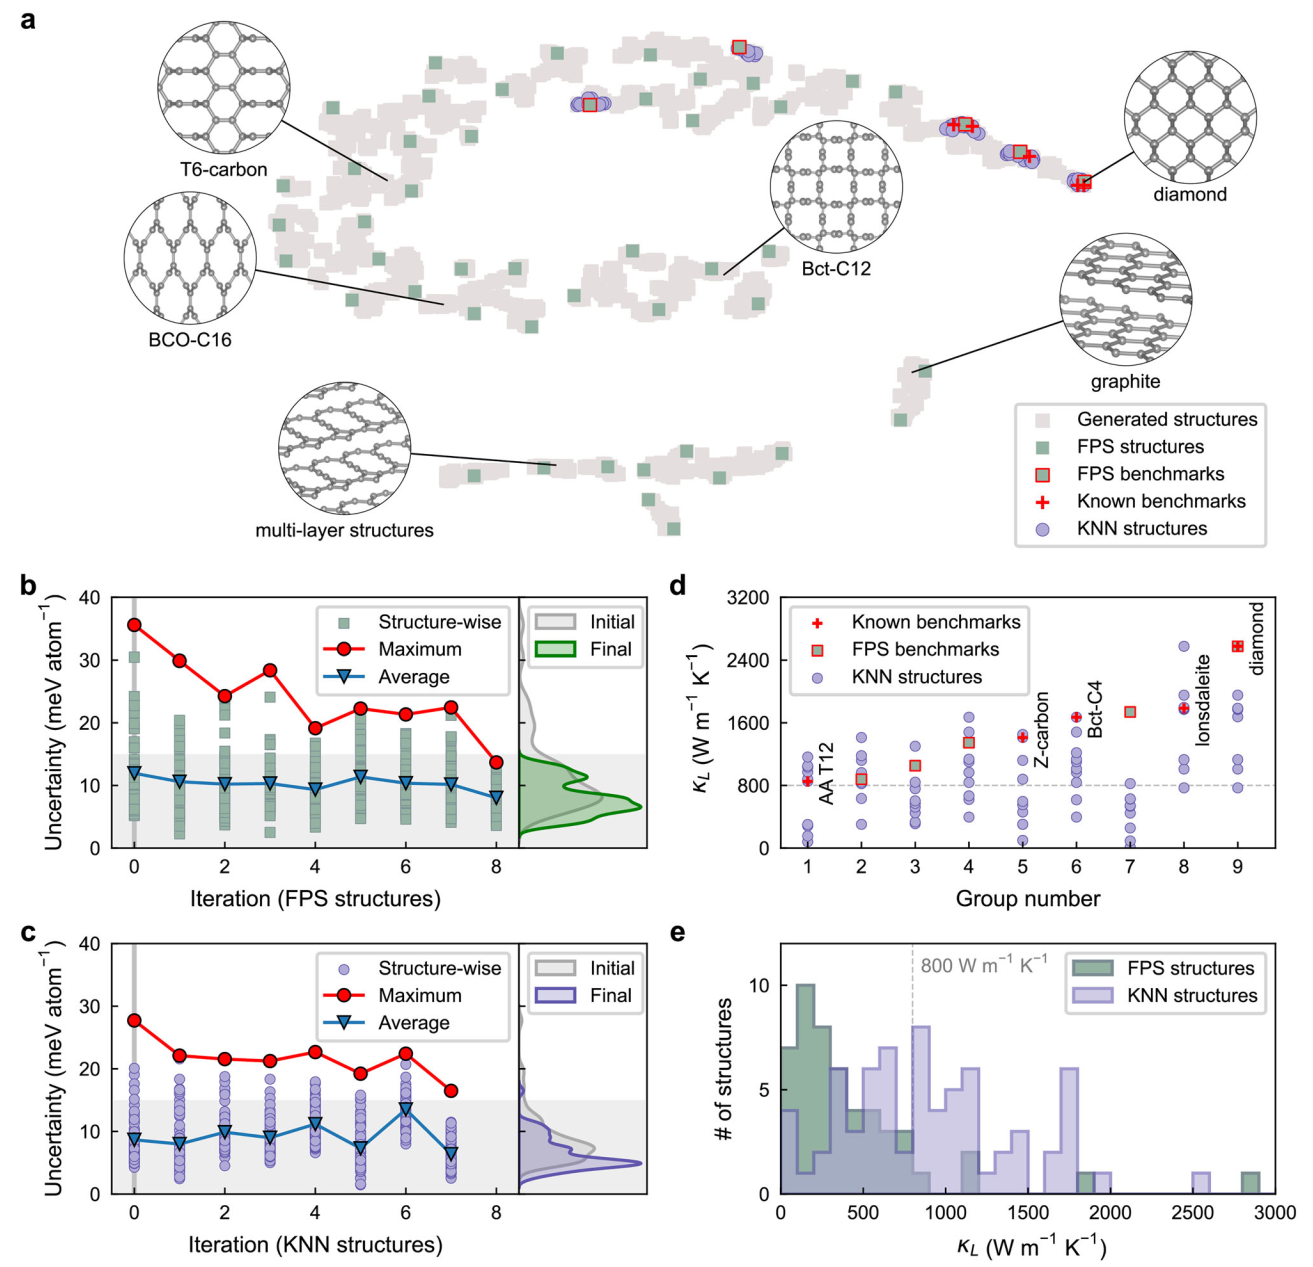 a
T6-carbon
BCO-C16
Bct-C12
diamond
graphite
multi-layer structures
Generated structures
FPS structures
FPS benchmarks
Known benchmarks
KNN structures
b
Uncertainty (meV atom⁻¹)
40
30
20
10
0
Structure-wise
Maximum
Average
Initial
Final
0 2 4 6 8
Iteration (FPS structures)
c
Uncertainty (meV atom⁻¹)
40
30
20
10
0
Structure-wise
Maximum
Average
Initial
Final
0 2 4 6 8
Iteration (KNN structures)
d
κL (W m⁻¹ K⁻¹)
3200
2400
1600
800
0
Known benchmarks
FPS benchmarks
KNN structures
AA T12
Z-carbon
Bct-C4
lonsdaleite
diamond
1 2 3 4 5 6 7 8 9
Group number
e
# of structures
10
5
0
800 W m⁻¹ K⁻¹
FPS structures
KNN structures
0 500 1000 1500 2000 2500 3000
κL (W m⁻¹ K⁻¹)